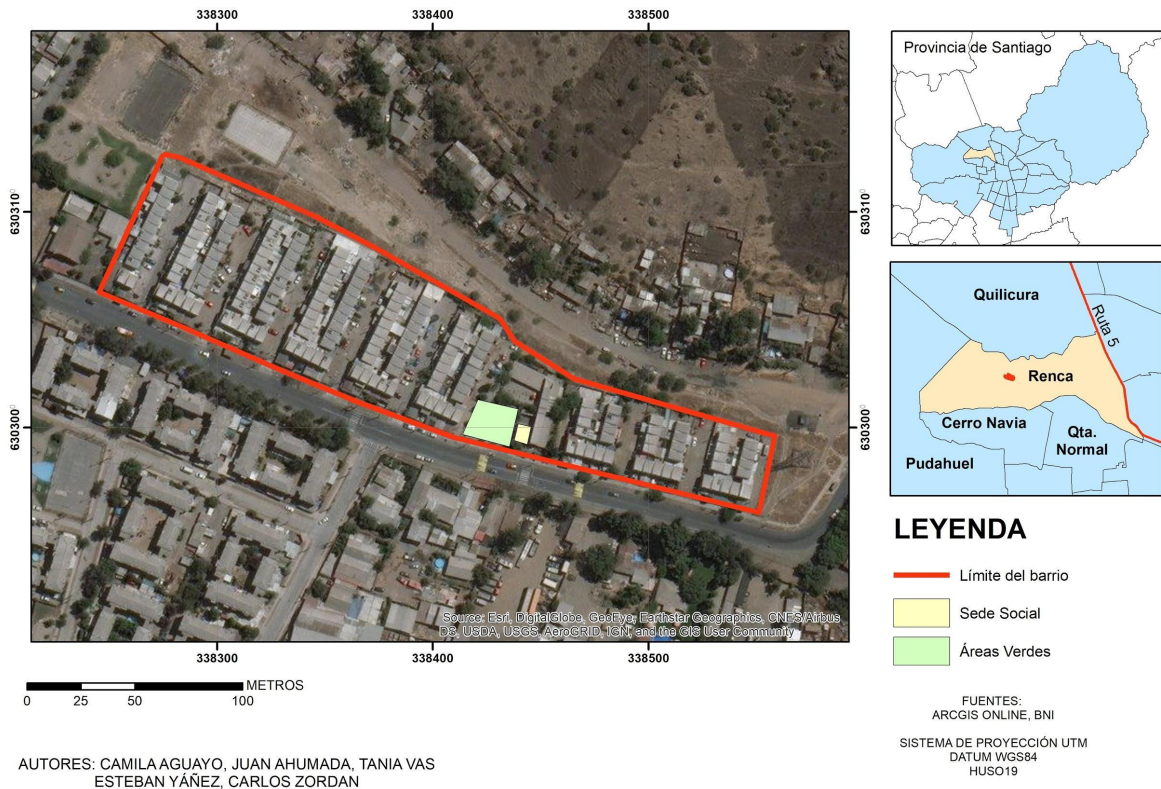 338300
338400
338500
630310⁰
630300⁰
630310⁰
630300⁰
Source: Esri, DigitalGlobe, GeoEye, Earthstar Geographics, CNES/Airbus
DS, USDA, USGS, AeroGRID, IGN, and the GIS User Community
338300
338400
338500
METROS
0 25 50 100
AUTORES: CAMILA AGUAYO, JUAN AHUMADA, TANIA VAS
ESTEBAN YÁÑEZ, CARLOS ZORDAN
Provincia de Santiago
Quilicura
Ruta 5
Renca
Cerro Navia
Qta.
Normal
Pudahuel
LEYENDA
Límite del barrio
Sede Social
Áreas Verdes
FUENTES:
ARCGIS ONLINE, BNI
SISTEMA DE PROYECCIÓN UTM
DATUM WGS84
HUSO19